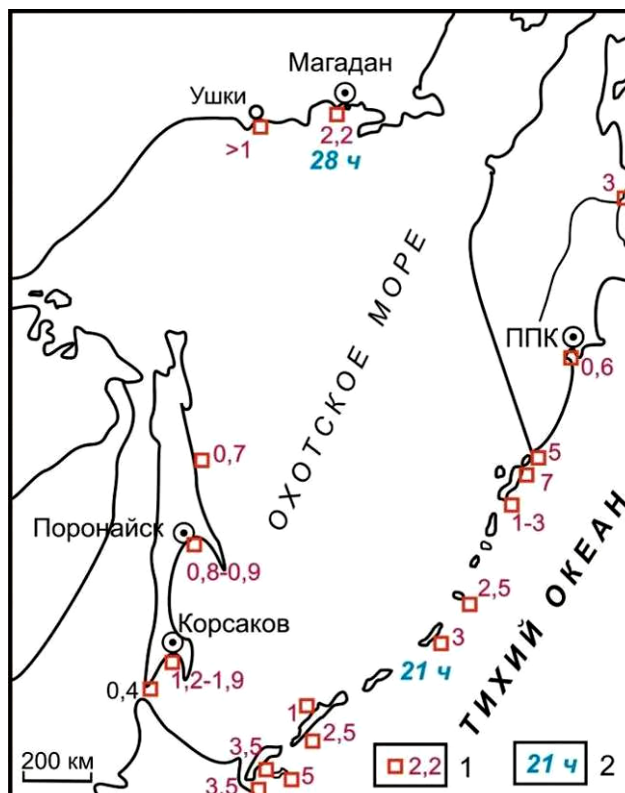 Магадан
Ушки
2,2
>1
28 ч
3
ОХОТСКОЕ МОРЕ
ППК
0,6
0,7
5
7
1-3
Поронайск
0,8-0,9
2,5
ТИХИЙ ОКЕАН
Корсаков
3
21 ч
0,4
1,2-1,9
1
2,5
3,5
5
3,5
200 км
2,2 1
21 ч 2